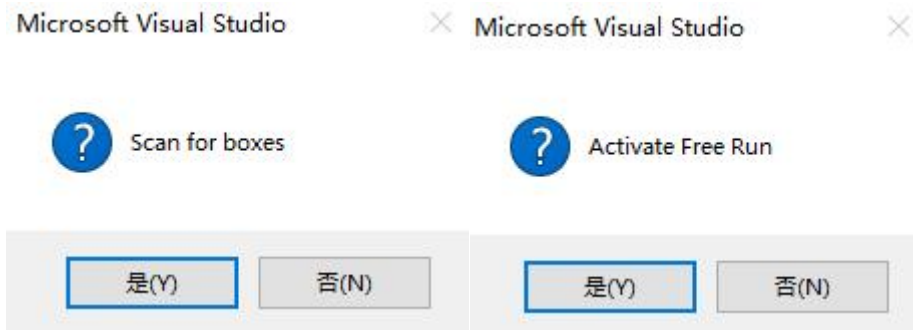 Microsoft Visual Studio
Scan for boxes
是(Y)
否(N)
Microsoft Visual Studio
Activate Free Run
是(Y)
否(N)